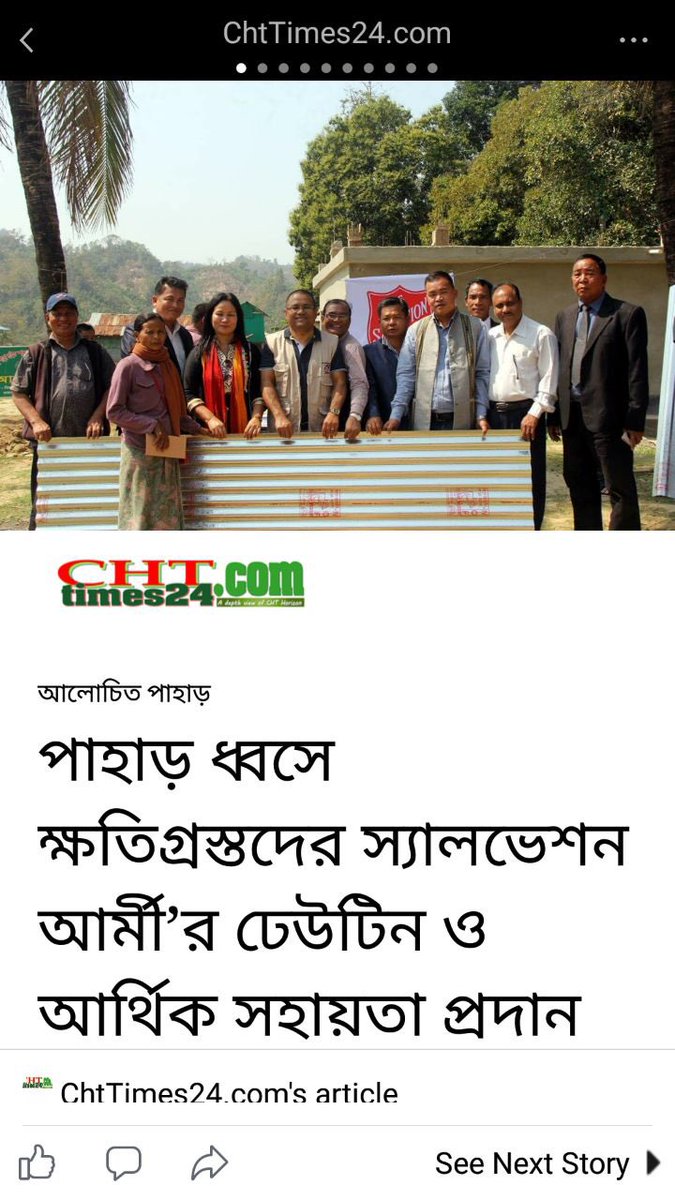 ChtTimes24.com
CHT
times24.com
A depth view of CHT Horizon
আলোচিত পাহাড়
পাহাড় ধ্বসে
ক্ষতিগ্রস্তদের স্যালভেশন
আর্মী’র ঢেউটিন ও
আর্থিক সহায়তা প্রদান
ChtTimes24.com's article
See Next Story